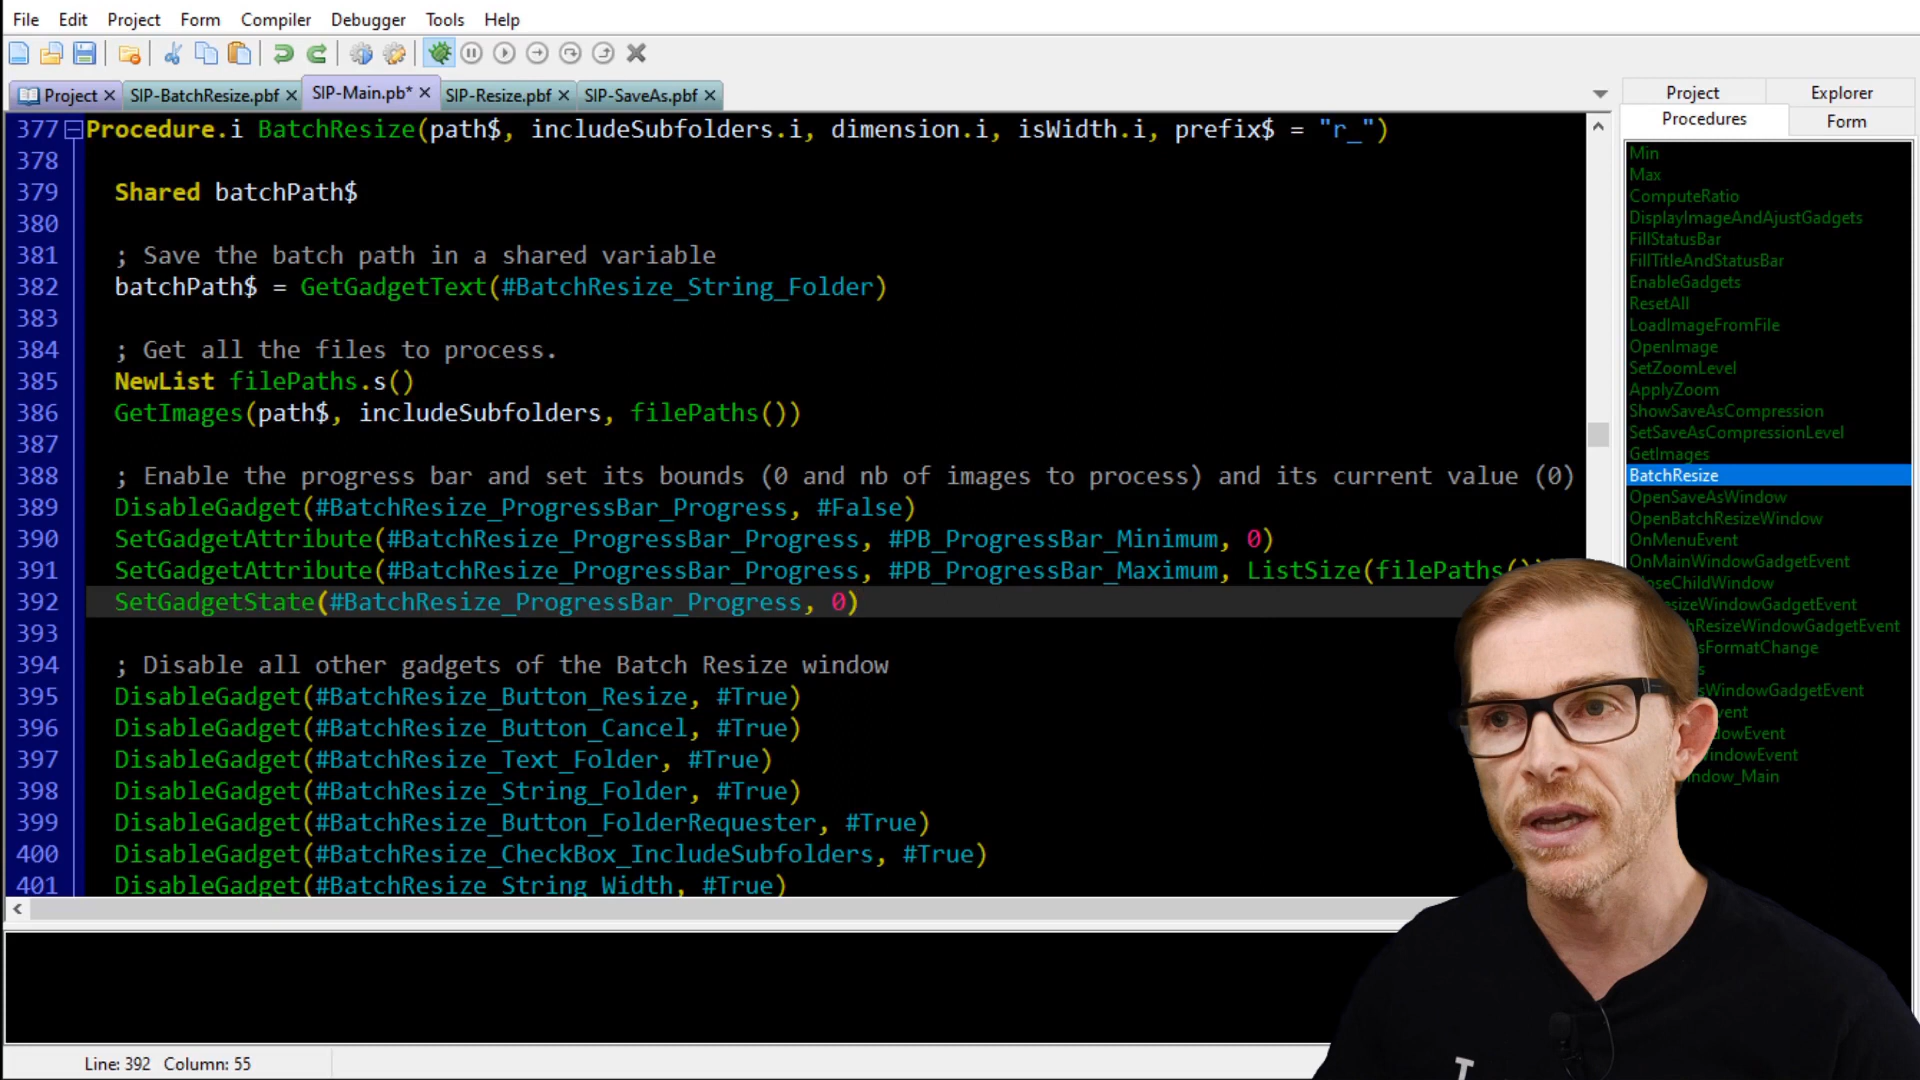 File Edit Project Form Compiler Debugger Tools Help
Project SIP-BatchResize.pbf SIP-Main.pb* SIP-Resize.pbf SIP-SaveAs.pbf
377 Procedure.i BatchResize(path$, includeSubfolders.i, dimension.i, isWidth.i, prefix$ = "r_")
378
379 Shared batchPath$
380
381 ; Save the batch path in a shared variable
382 batchPath$ = GetGadgetText(#BatchResize_String_Folder)
383
384 ; Get all the files to process.
385 NewList filePaths.s()
386 GetImages(path$, includeSubfolders, filePaths())
387
388 ; Enable the progress bar and set its bounds (0 and nb of images to process) and its current value (0)
389 DisableGadget(#BatchResize_ProgressBar_Progress, #False)
390 SetGadgetAttribute(#BatchResize_ProgressBar_Progress, #PB_ProgressBar_Minimum, 0)
391 SetGadgetAttribute(#BatchResize_ProgressBar_Progress, #PB_ProgressBar_Maximum, ListSize(filePaths()
392 SetGadgetState(#BatchResize_ProgressBar_Progress, 0)
393
394 ; Disable all other gadgets of the Batch Resize window
395 DisableGadget(#BatchResize_Button_Resize, #True)
396 DisableGadget(#BatchResize_Button_Cancel, #True)
397 DisableGadget(#BatchResize_Text_Folder, #True)
398 DisableGadget(#BatchResize_String_Folder, #True)
399 DisableGadget(#BatchResize_Button_FolderRequester, #True)
400 DisableGadget(#BatchResize_CheckBox_IncludeSubfolders, #True)
401 DisableGadget(#BatchResize_String_Width, #True)
Line: 392 Column: 55
Project Explorer
Procedures Form
Min
Max
ComputeRatio
DisplayImageAndAjustGadgets
FillStatusBar
FillTitleAndStatusBar
EnableGadgets
ResetAll
LoadImageFromFile
OpenImage
SetZoomLevel
ApplyZoom
ShowSaveAsCompression
SetSaveAsCompressionLevel
GetImages
BatchResize
OpenSaveAsWindow
OpenBatchResizeWindow
OnMenuEvent
OnMainWindowGadgetEvent
oseChildWindow
sizeWindowGadgetEvent
hResizeWindowGadgetEvent
sFormatChange
s
sWindowGadgetEvent
vent
dowEvent
indowEvent
indow_Main